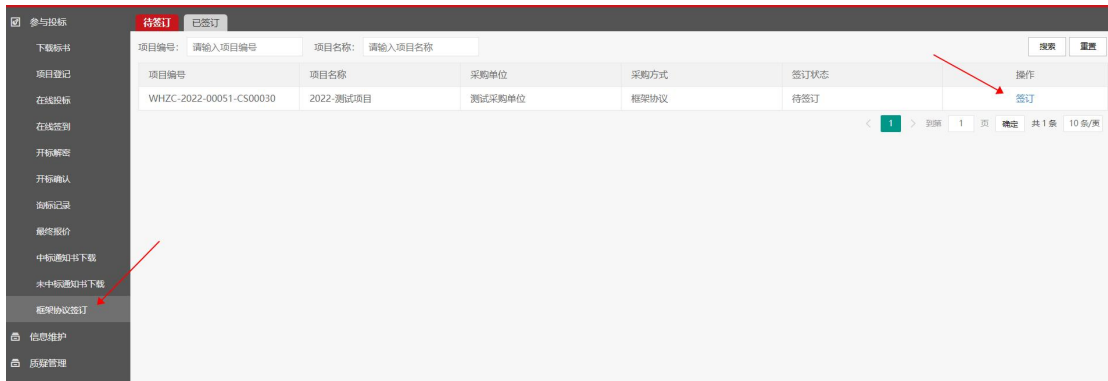 参与投标
下载标书
项目登记
在线投标
在线签到
开标解密
开标确认
询标记录
最终报价
中标通知书下载
未中标通知书下载
框架协议签订
信息维护
质疑管理
待签订 已签订
项目编号: 请输入项目编号 项目名称: 请输入项目名称 搜索 重置
项目编号 项目名称 采购单位 采购方式 签订状态 操作
WHZC-2022-00051-CS00030 2022-测试项目 测试采购单位 框架协议 待签订 签订
< 1 > 到第 1 页 确定 共1条 10条/页